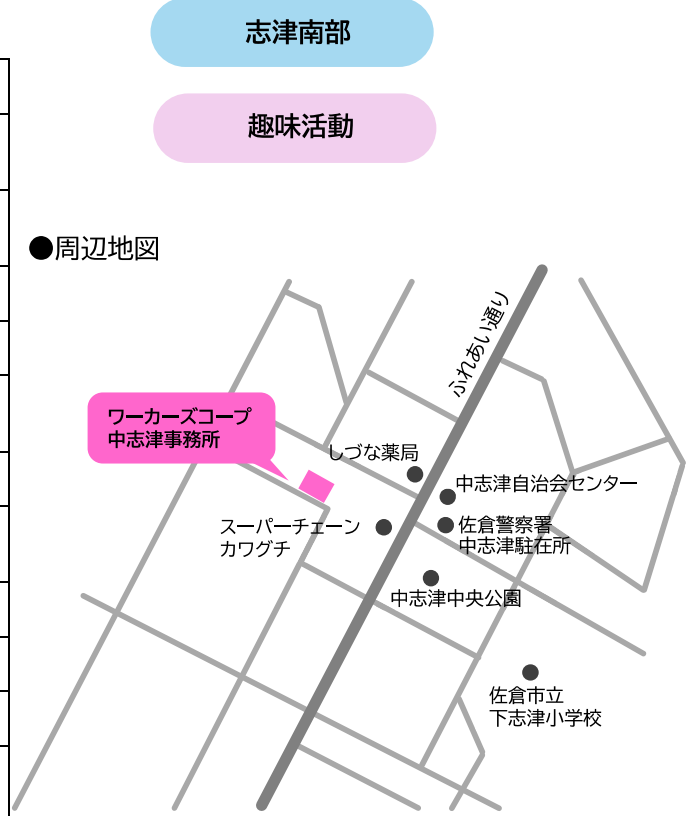 志津南部
趣味活動
●周辺地図
ふれあい通り
ワーカーズコープ
中志津事務所
しづな薬局
中志津自治会センター
スーパーチェーン
カワグチ
佐倉警察署
中志津駐在所
中志津中央公園
佐倉市立
下志津小学校